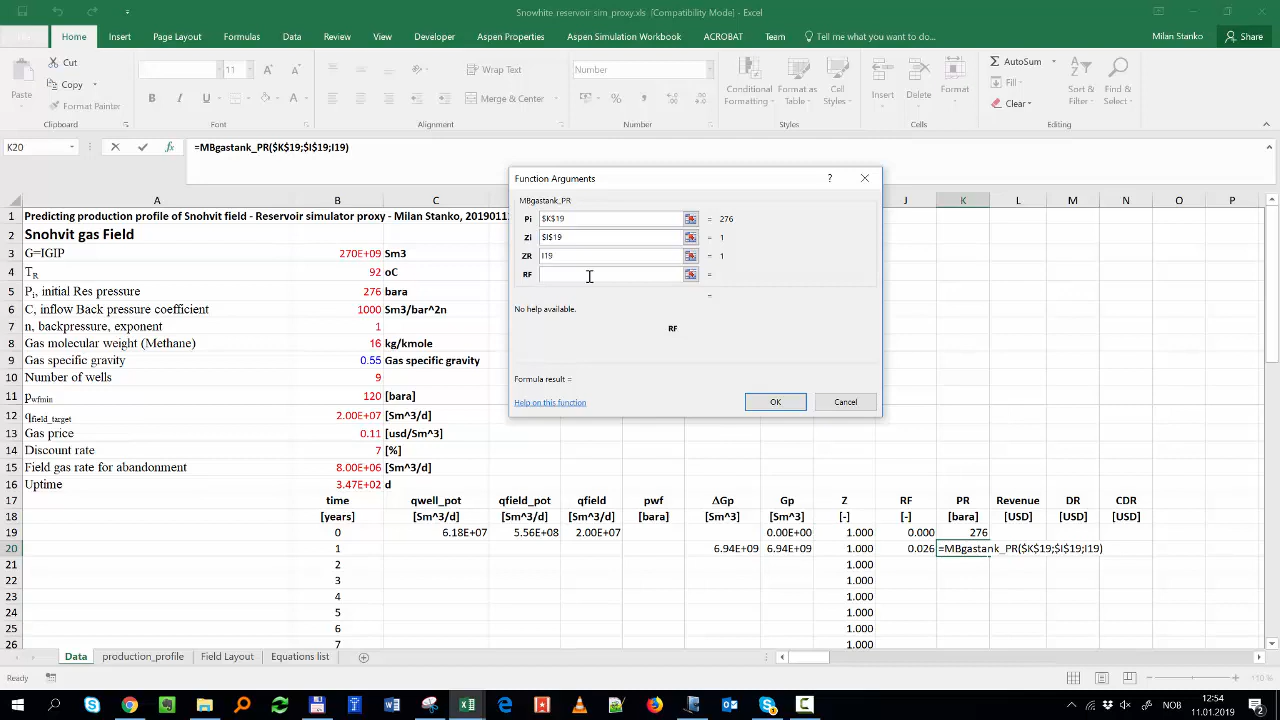 Snowhite reservoir sim_proxy.xls [Compatibility Mode] - Excel
Home Insert Page Layout Formulas Data Review View Developer Aspen Properties Aspen Simulation Workbook ACROBAT Team Tell me what you want to do... Milan Stanko Share
Paste Cut Copy Format Painter
11 Wrap Text Number Conditional Formatting Format as Table Cell Styles Insert Delete Format AutoSum Sort & Filter Find & Select
B I U A Merge & Center % Clear
Clipboard Font Alignment Number Styles Cells Editing
K20 =MBgastank_PR($K$19;$I$19;I19)
Function Arguments ?
MBgastank_PR
Pi $K$19 = 276
Zi $I$19 = 1
ZR I19 = 1
RF =
=
No help available.
RF
Formula result =
Help on this function OK Cancel
A B C J K L M N O P
1 Predicting production profile of Snohvit field - Reservoir simulator proxy - Milan Stanko, 20190111
2 Snohvit gas Field
3 G=IGIP 270E+09 Sm3
4 TR 92 oC
5 Pi, initial Res pressure 276 bara
6 C, inflow Back pressure coefficient 1000 Sm3/bar^2n
7 n, backpressure, exponent 1
8 Gas molecular weight (Methane) 16 kg/kmole
9 Gas specific gravity 0.55 Gas specific gravity
10 Number of wells 9
11 pwfmin 120 [bara]
12 qfield_target 2.00E+07 [Sm^3/d]
13 Gas price 0.11 [usd/Sm^3]
14 Discount rate 7 [%]
15 Field gas rate for abandonment 8.00E+06 [Sm^3/d]
16 Uptime 3.47E+02 d
17 time qwell_pot qfield_pot qfield pwf ΔGp Gp Z RF PR Revenue DR CDR
18 [years] [Sm^3/d] [Sm^3/d] [Sm^3/d] [bara] [Sm^3] [Sm^3] [-] [-] [bara] [USD] [USD] [USD]
19 0 6.18E+07 5.56E+08 2.00E+07 0.00E+00 1.000 0.000 276
20 1 6.94E+09 6.94E+09 1.000 0.026 =MBgastank_PR($K$19;$I$19;I19)
21 2 1.000
22 3 1.000
23 4 1.000
24 5 1.000
25 6 1.000
26 7 1.000
Data production_profile Field Layout Equations list
Ready
NOB 12:54
11.01.2019 2